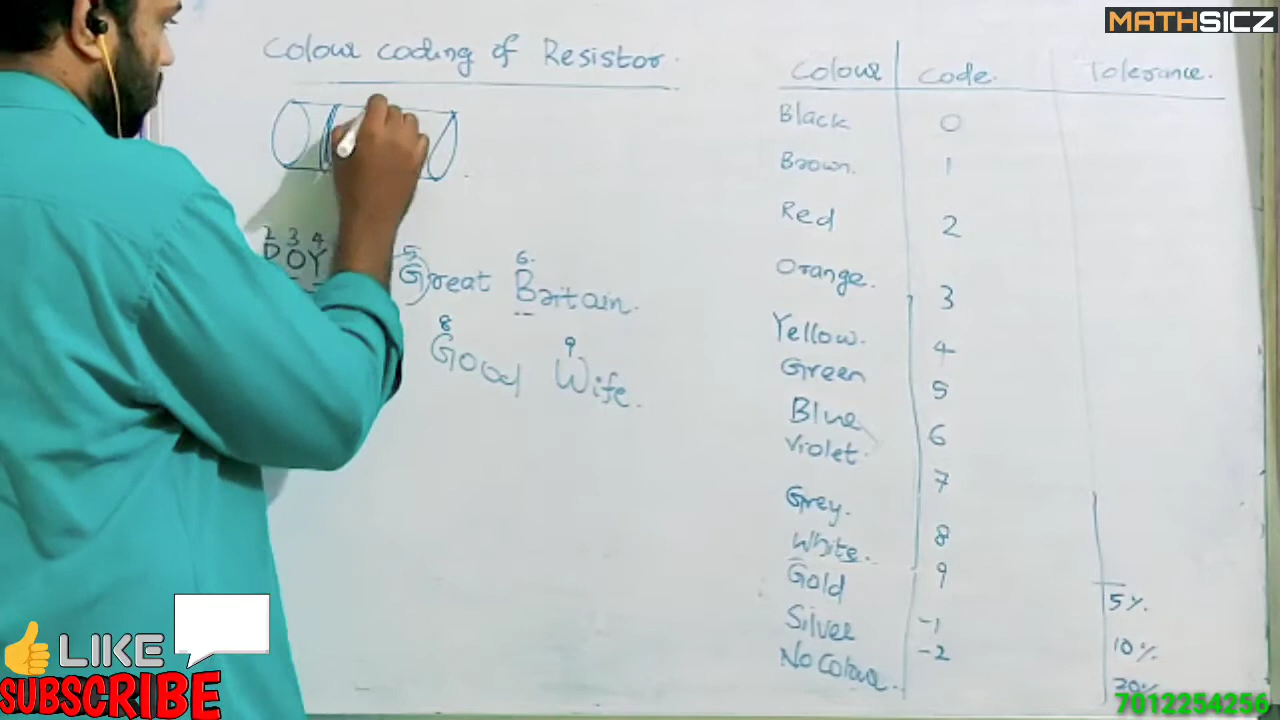 MATHSICZ
Colour coding of Resistor.
Colour Code. Tolerance.
Black 0
Brown. 1
Red 2
Orange. 3
Yellow. 4
Green 5
Blue 6
Violet. 7
Grey. 8
White. 9
Gold -1 5%.
Silver -2 10%.
No Colour. 20%
2 3 4 5 6.
DOY Great Britain.
8 9
Good Wife.
LIKE
SUBSCRIBE
7012254256